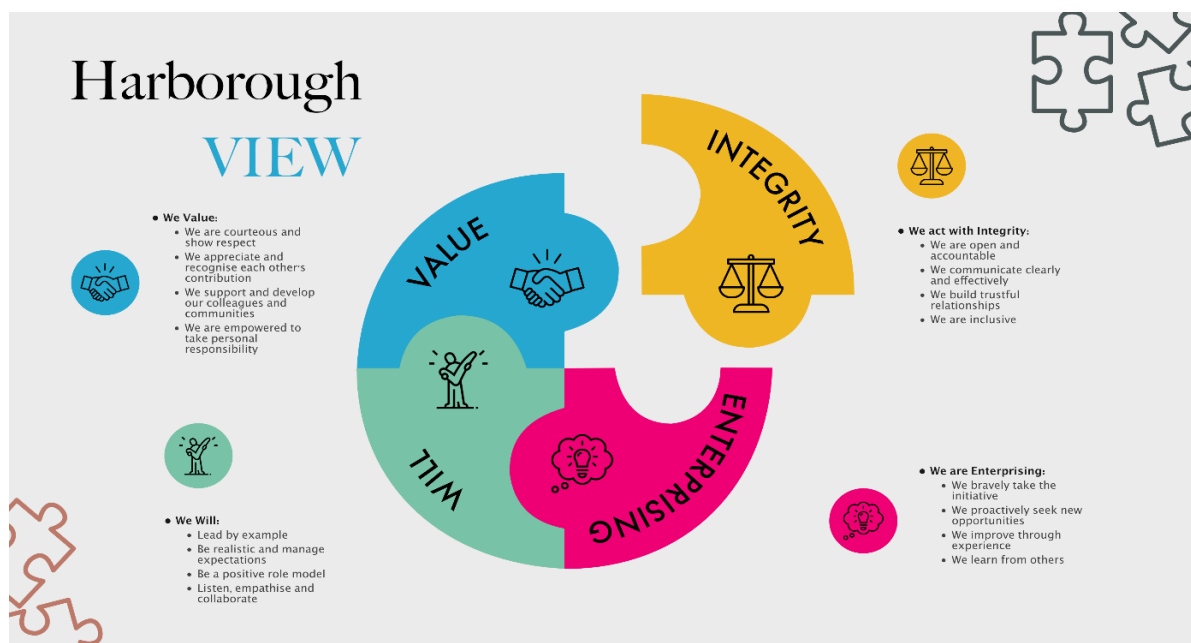 Harborough
VIEW
• We Value:
• We are courteous and
show respect
• We appreciate and
recognise each other's
contribution
• We support and develop
our colleagues and
communities
• We are empowered to
take personal
responsibility
• We Will:
• Lead by example
• Be realistic and manage
expectations
• Be a positive role model
• Listen, empathise and
collaborate
VALUE
INTEGRITY
WILL
ENTERPRISING
• We act with Integrity:
• We are open and
accountable
• We communicate clearly
and effectively
• We build trustful
relationships
• We are inclusive
• We are Enterprising:
• We bravely take the
initiative
• We proactively seek new
opportunities
• We improve through
experience
• We learn from others